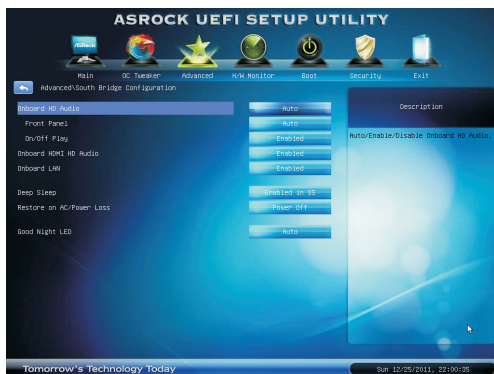 ASROCK UEFI SETUP UTILITY
ASRock
Main OC Tweaker Advanced H/W Monitor Boot Security Exit
Advanced\South Bridge Configuration
Onboard HD Audio Auto
Front Panel Auto
On/Off Play Enabled
Onboard HDMI HD Audio Enabled
Onboard LAN Enabled
Deep Sleep Enabled in S5
Restore on AC/Power Loss Power Off
Good Night LED Auto
Description
Auto/Enable/Disable Onboard HD Audio.
Tomorrow's Technology Today
Sun 12/25/2011, 22:00:35